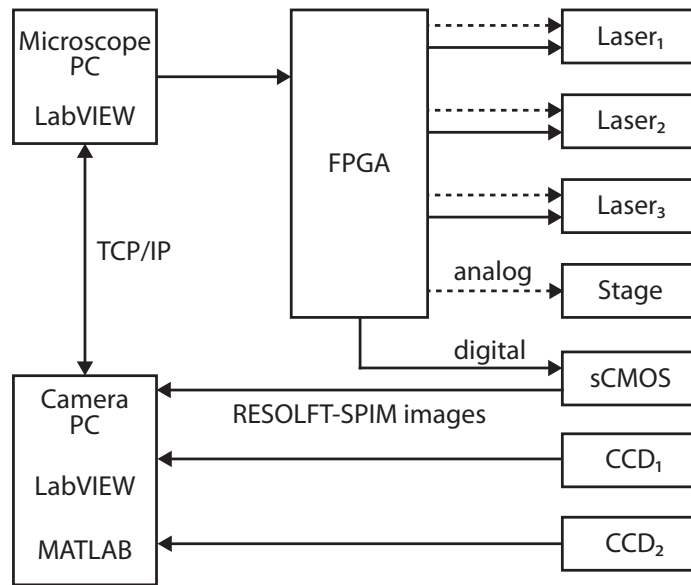 Microscope
PC
LabVIEW
FPGA
Laser₁
Laser₂
Laser₃
TCP/IP
analog
Stage
digital
sCMOS
Camera
PC
RESOLFT-SPIM images
LabVIEW
CCD₁
MATLAB
CCD₂